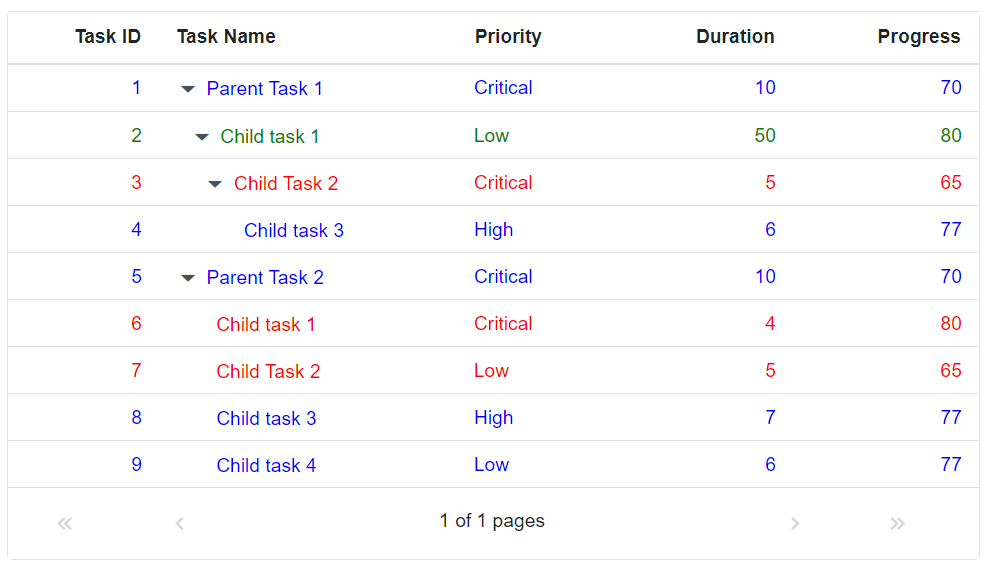 Task ID Task Name Priority Duration Progress
1 Parent Task 1 Critical 10 70
2 Child task 1 Low 50 80
3 Child Task 2 Critical 5 65
4 Child task 3 High 6 77
5 Parent Task 2 Critical 10 70
6 Child task 1 Critical 4 80
7 Child Task 2 Low 5 65
8 Child task 3 High 7 77
9 Child task 4 Low 6 77
1 of 1 pages